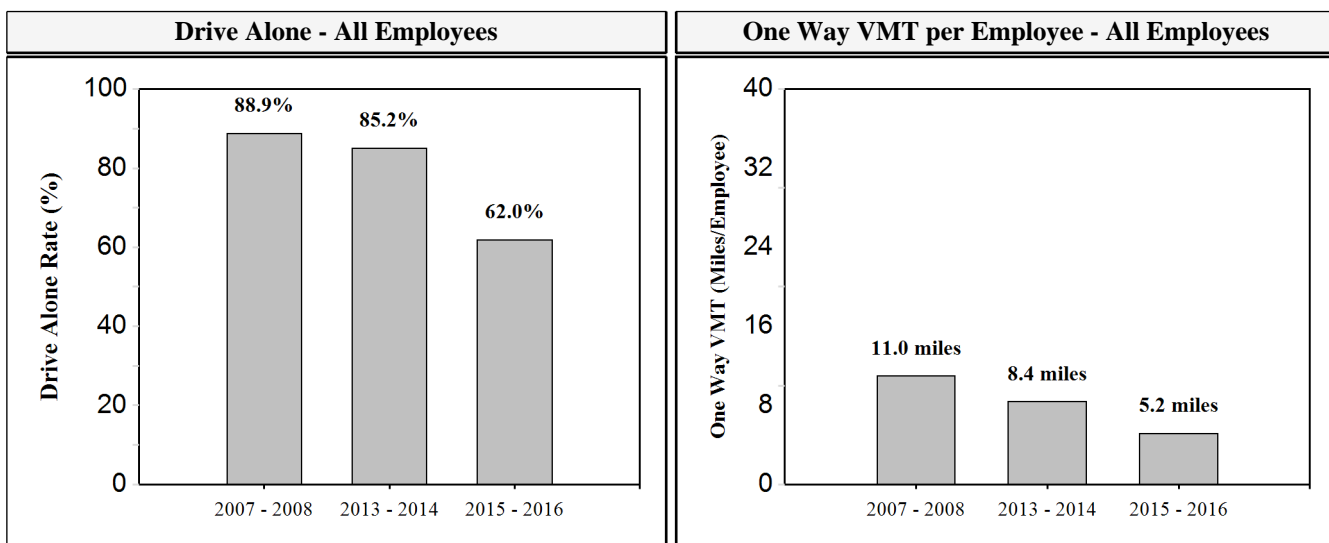 Drive Alone - All Employees
Drive Alone Rate (%)
100
80
60
40
20
0
88.9%
85.2%
62.0%
2007 - 2008
2013 - 2014
2015 - 2016
One Way VMT per Employee - All Employees
One Way VMT (Miles/Employee)
40
32
24
16
8
0
11.0 miles
8.4 miles
5.2 miles
2007 - 2008
2013 - 2014
2015 - 2016